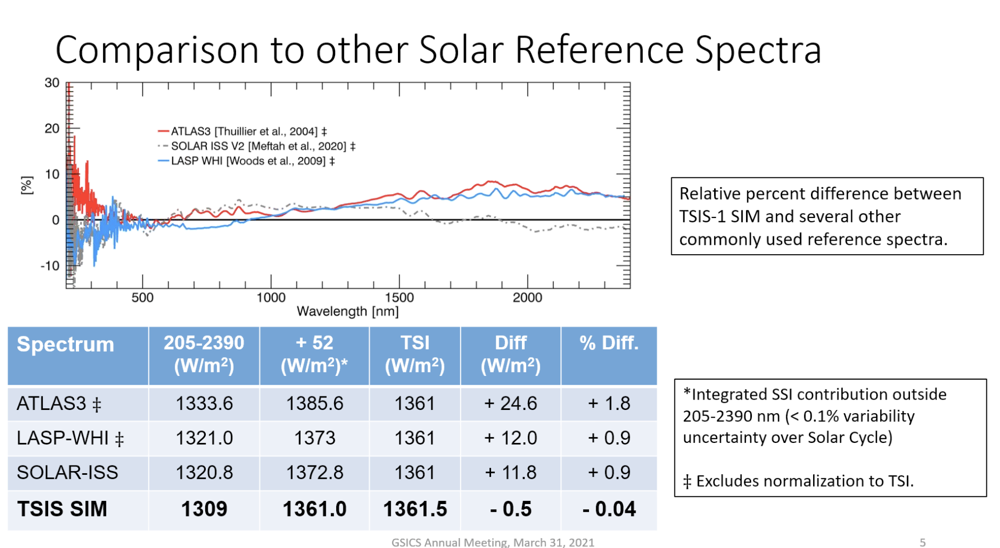 Comparison to other Solar Reference Spectra
30
20
10
0
-10
[%]
ATLAS3 [Thuillier et al., 2004] ‡
SOLAR ISS V2 [Meftah et al., 2020] ‡
LASP WHI [Woods et al., 2009] ‡
500 1000 1500 2000
Wavelength [nm]
Relative percent difference between
TSIS-1 SIM and several other
commonly used reference spectra.
Spectrum 205-2390 + 52 TSI Diff % Diff.
(W/m²) (W/m²)* (W/m²) (W/m²)
ATLAS3 ‡ 1333.6 1385.6 1361 + 24.6 + 1.8
LASP-WHI ‡ 1321.0 1373 1361 + 12.0 + 0.9
SOLAR-ISS 1320.8 1372.8 1361 + 11.8 + 0.9
TSIS SIM 1309 1361.0 1361.5 - 0.5 - 0.04
*Integrated SSI contribution outside
205-2390 nm (< 0.1% variability
uncertainty over Solar Cycle)
‡ Excludes normalization to TSI.
GSICS Annual Meeting, March 31, 2021
5